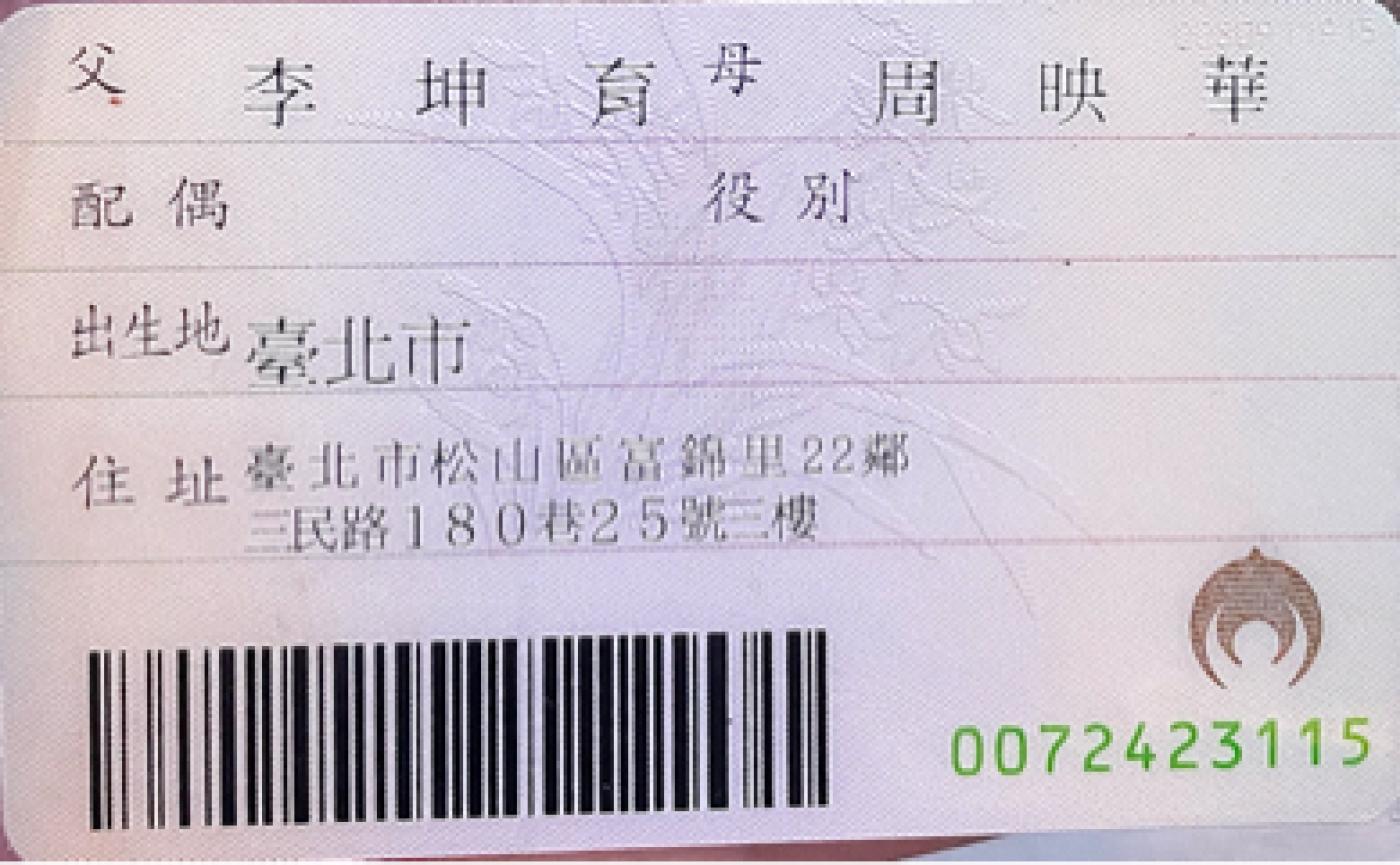 父 李坤育 母 周映華
配偶 役別
出生地 臺北市
住址 臺北市松山區富錦里22鄰
三民路180巷25號三樓
0072423115